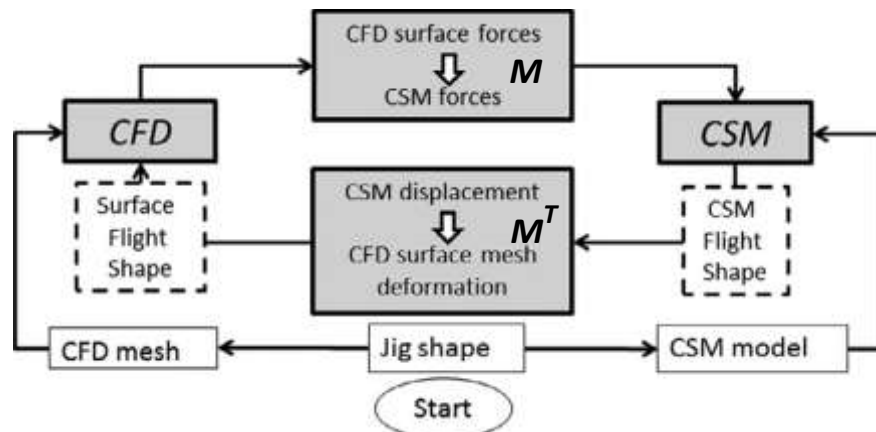 CFD surface forces
M
CSM forces
CFD
CSM
CSM displacement
M^T
CFD surface mesh
deformation
Surface
Flight
Shape
CSM
Flight
Shape
CFD mesh
Jig shape
CSM model
Start